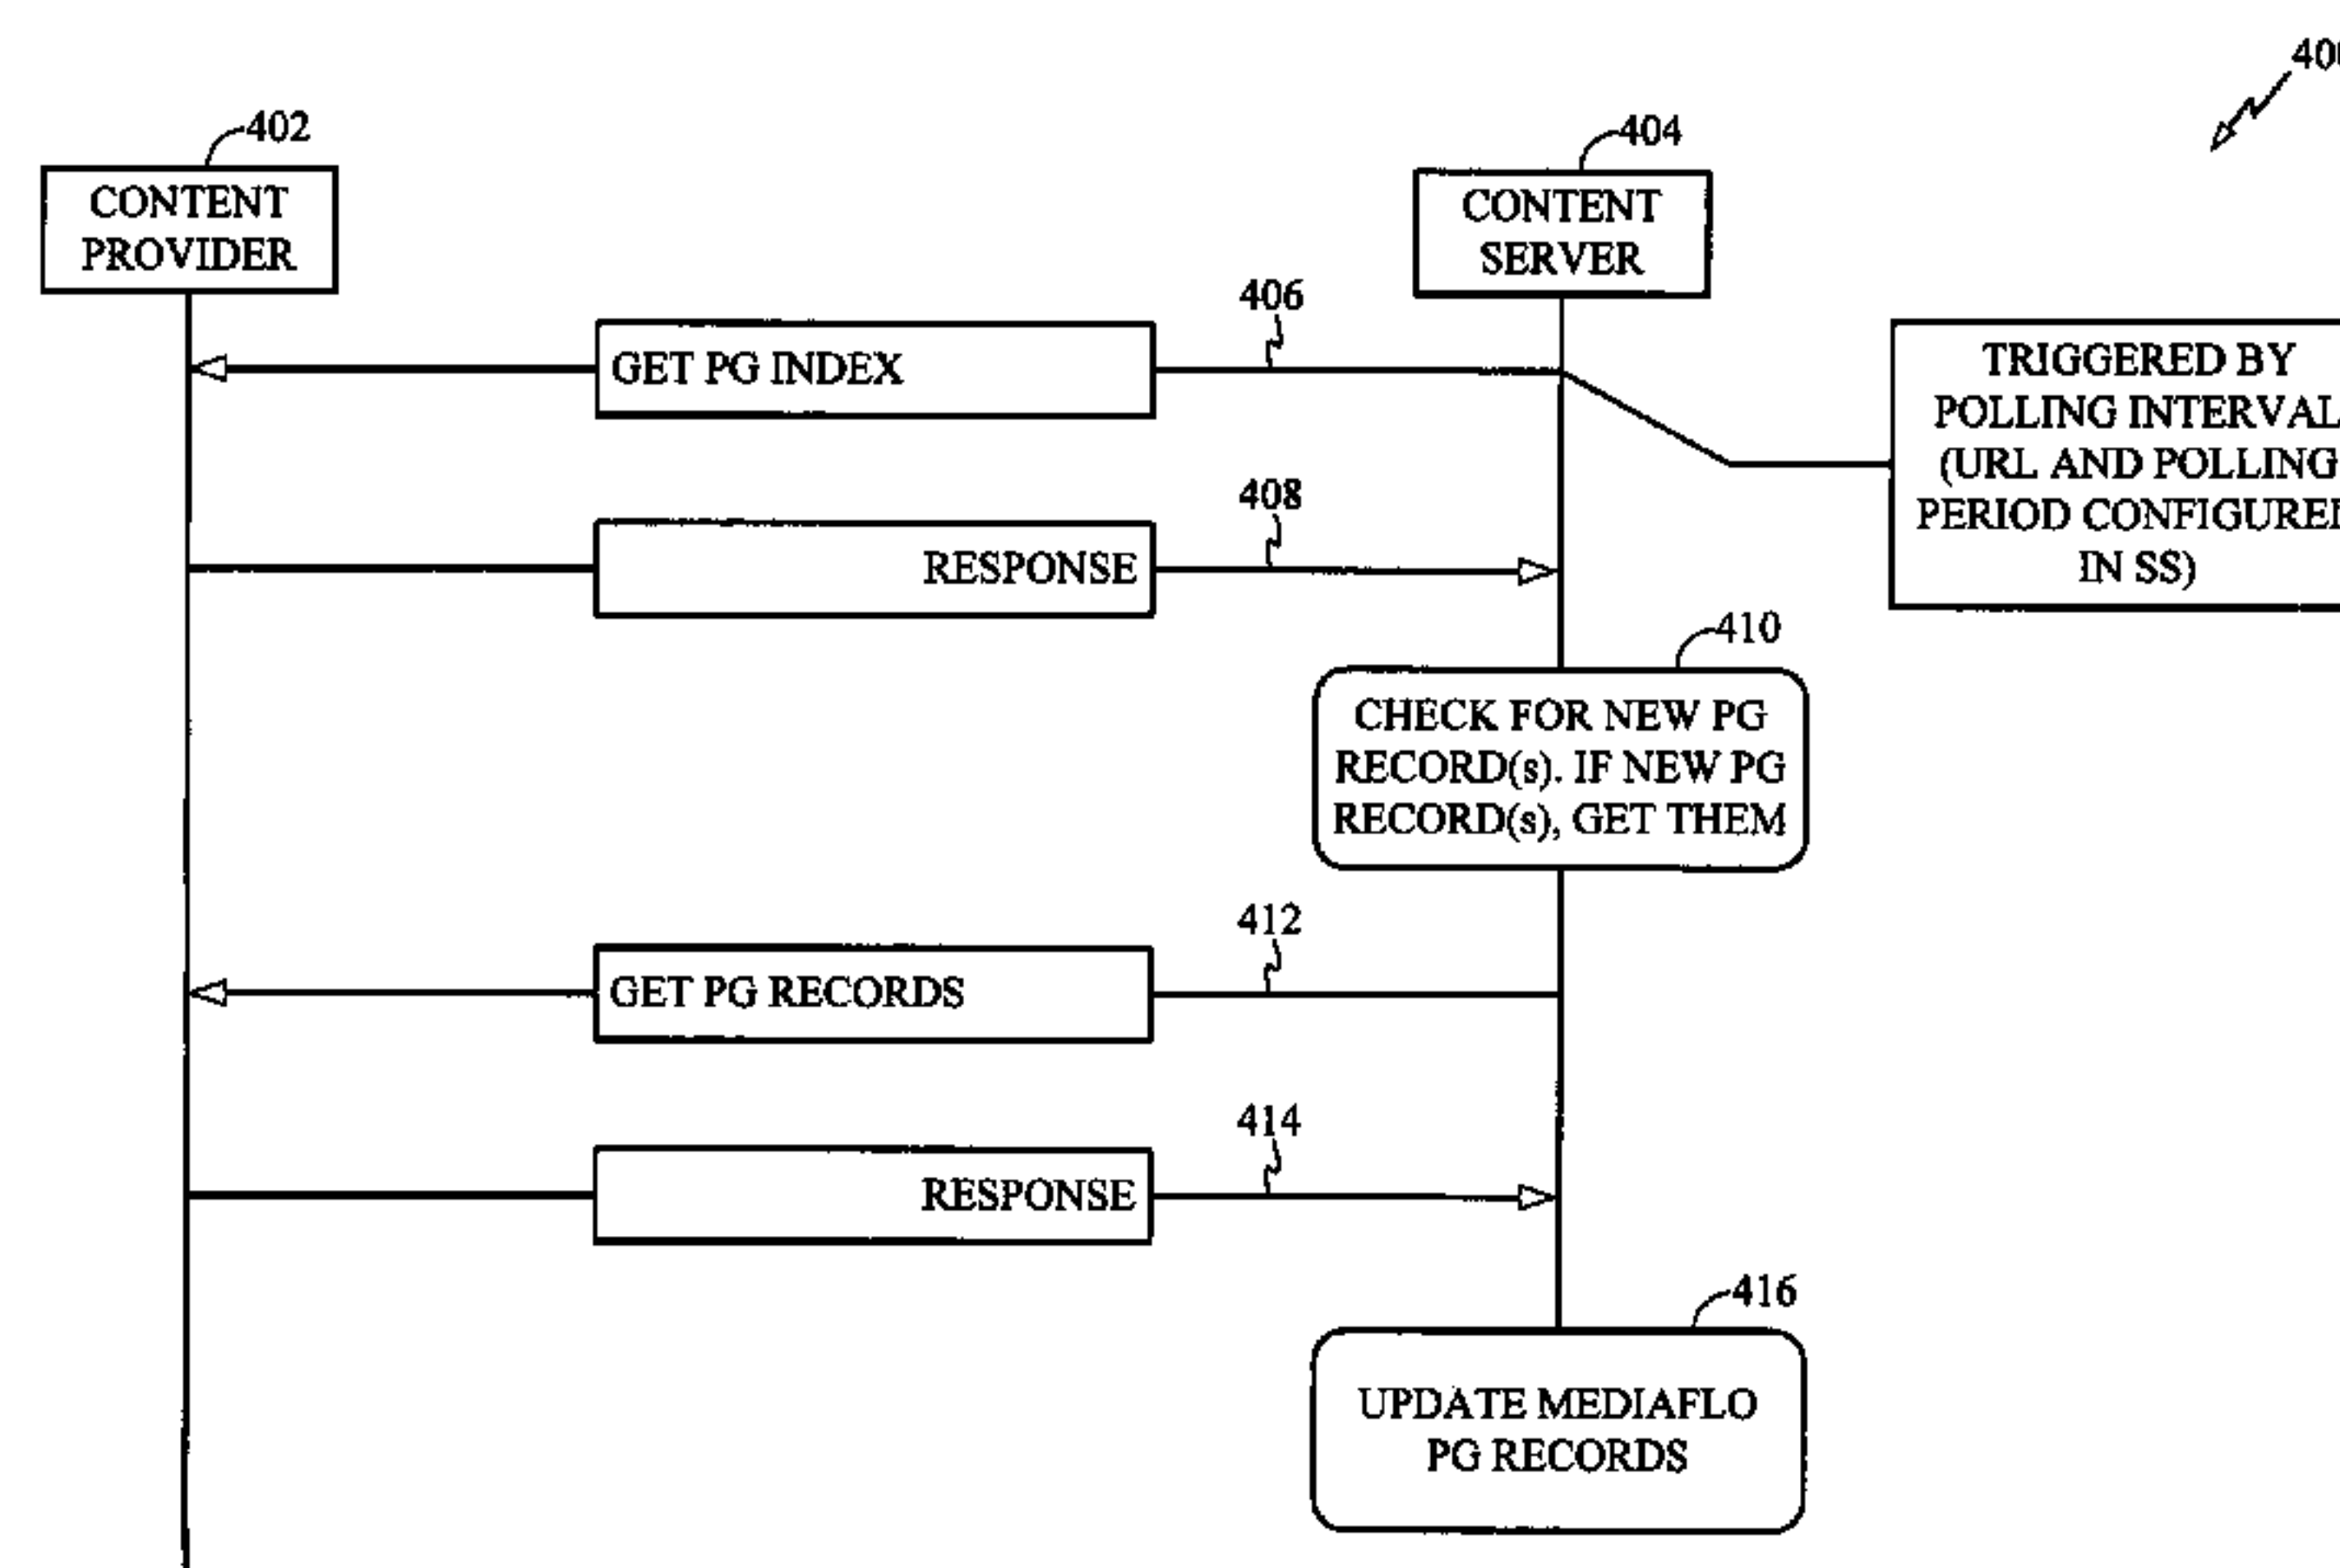 402
CONTENT
PROVIDER
404
CONTENT
SERVER
406
GET PG INDEX
TRIGGERED BY
POLLING INTERVAL
(URL AND POLLING
PERIOD CONFIGURED
IN SS)
408
RESPONSE
410
CHECK FOR NEW PG
RECORD(s). IF NEW PG
RECORD(s), GET THEM
412
GET PG RECORDS
414
RESPONSE
416
UPDATE MEDIAFLO
PG RECORDS